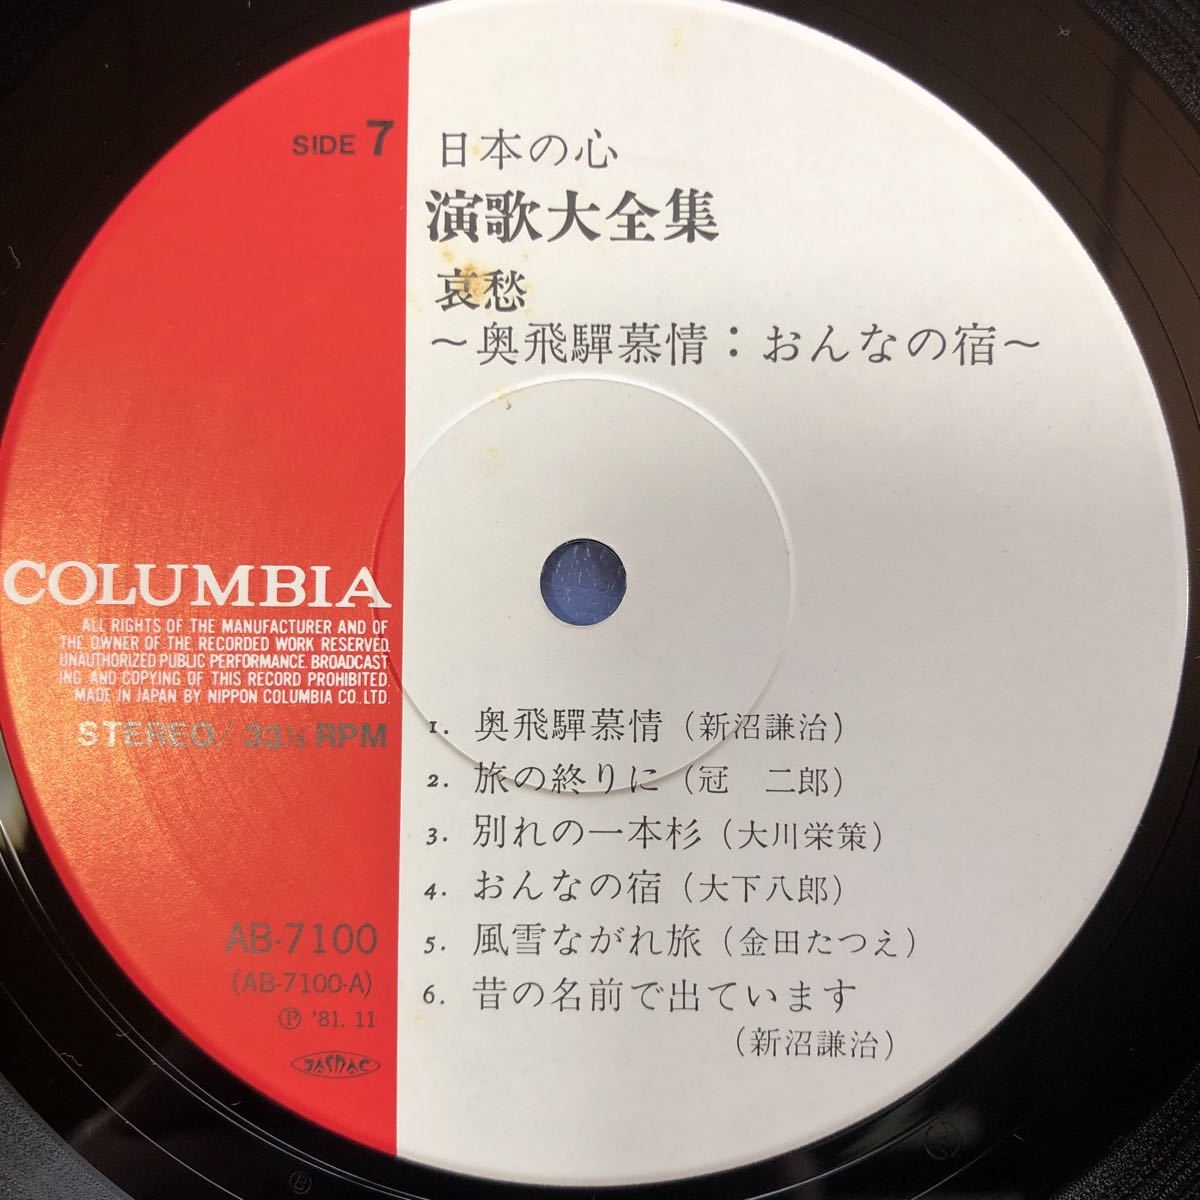 SIDE 7
日本の心
演歌大全集
哀愁
～奥飛驒慕情：おんなの宿～
COLUMBIA
ALL RIGHTS OF THE MANUFACTURER AND OF
THE OWNER OF THE RECORDED WORK RESERVED.
UNAUTHORIZED PUBLIC PERFORMANCE. BROADCAST
ING AND COPYING OF THIS RECORD PROHIBITED.
MADE IN JAPAN BY NIPPON COLUMBIA CO., LTD.
STEREO/33⅓ RPM
AB-7100
(AB-7100-A)
Ⓟ '81. 11
JASRAC
1. 奥飛驒慕情（新沼謙治）
2. 旅の終りに（冠　二郎）
3. 別れの一本杉（大川栄策）
4. おんなの宿（大下八郎）
5. 風雪ながれ旅（金田たつえ）
6. 昔の名前で出ています
（新沼謙治）